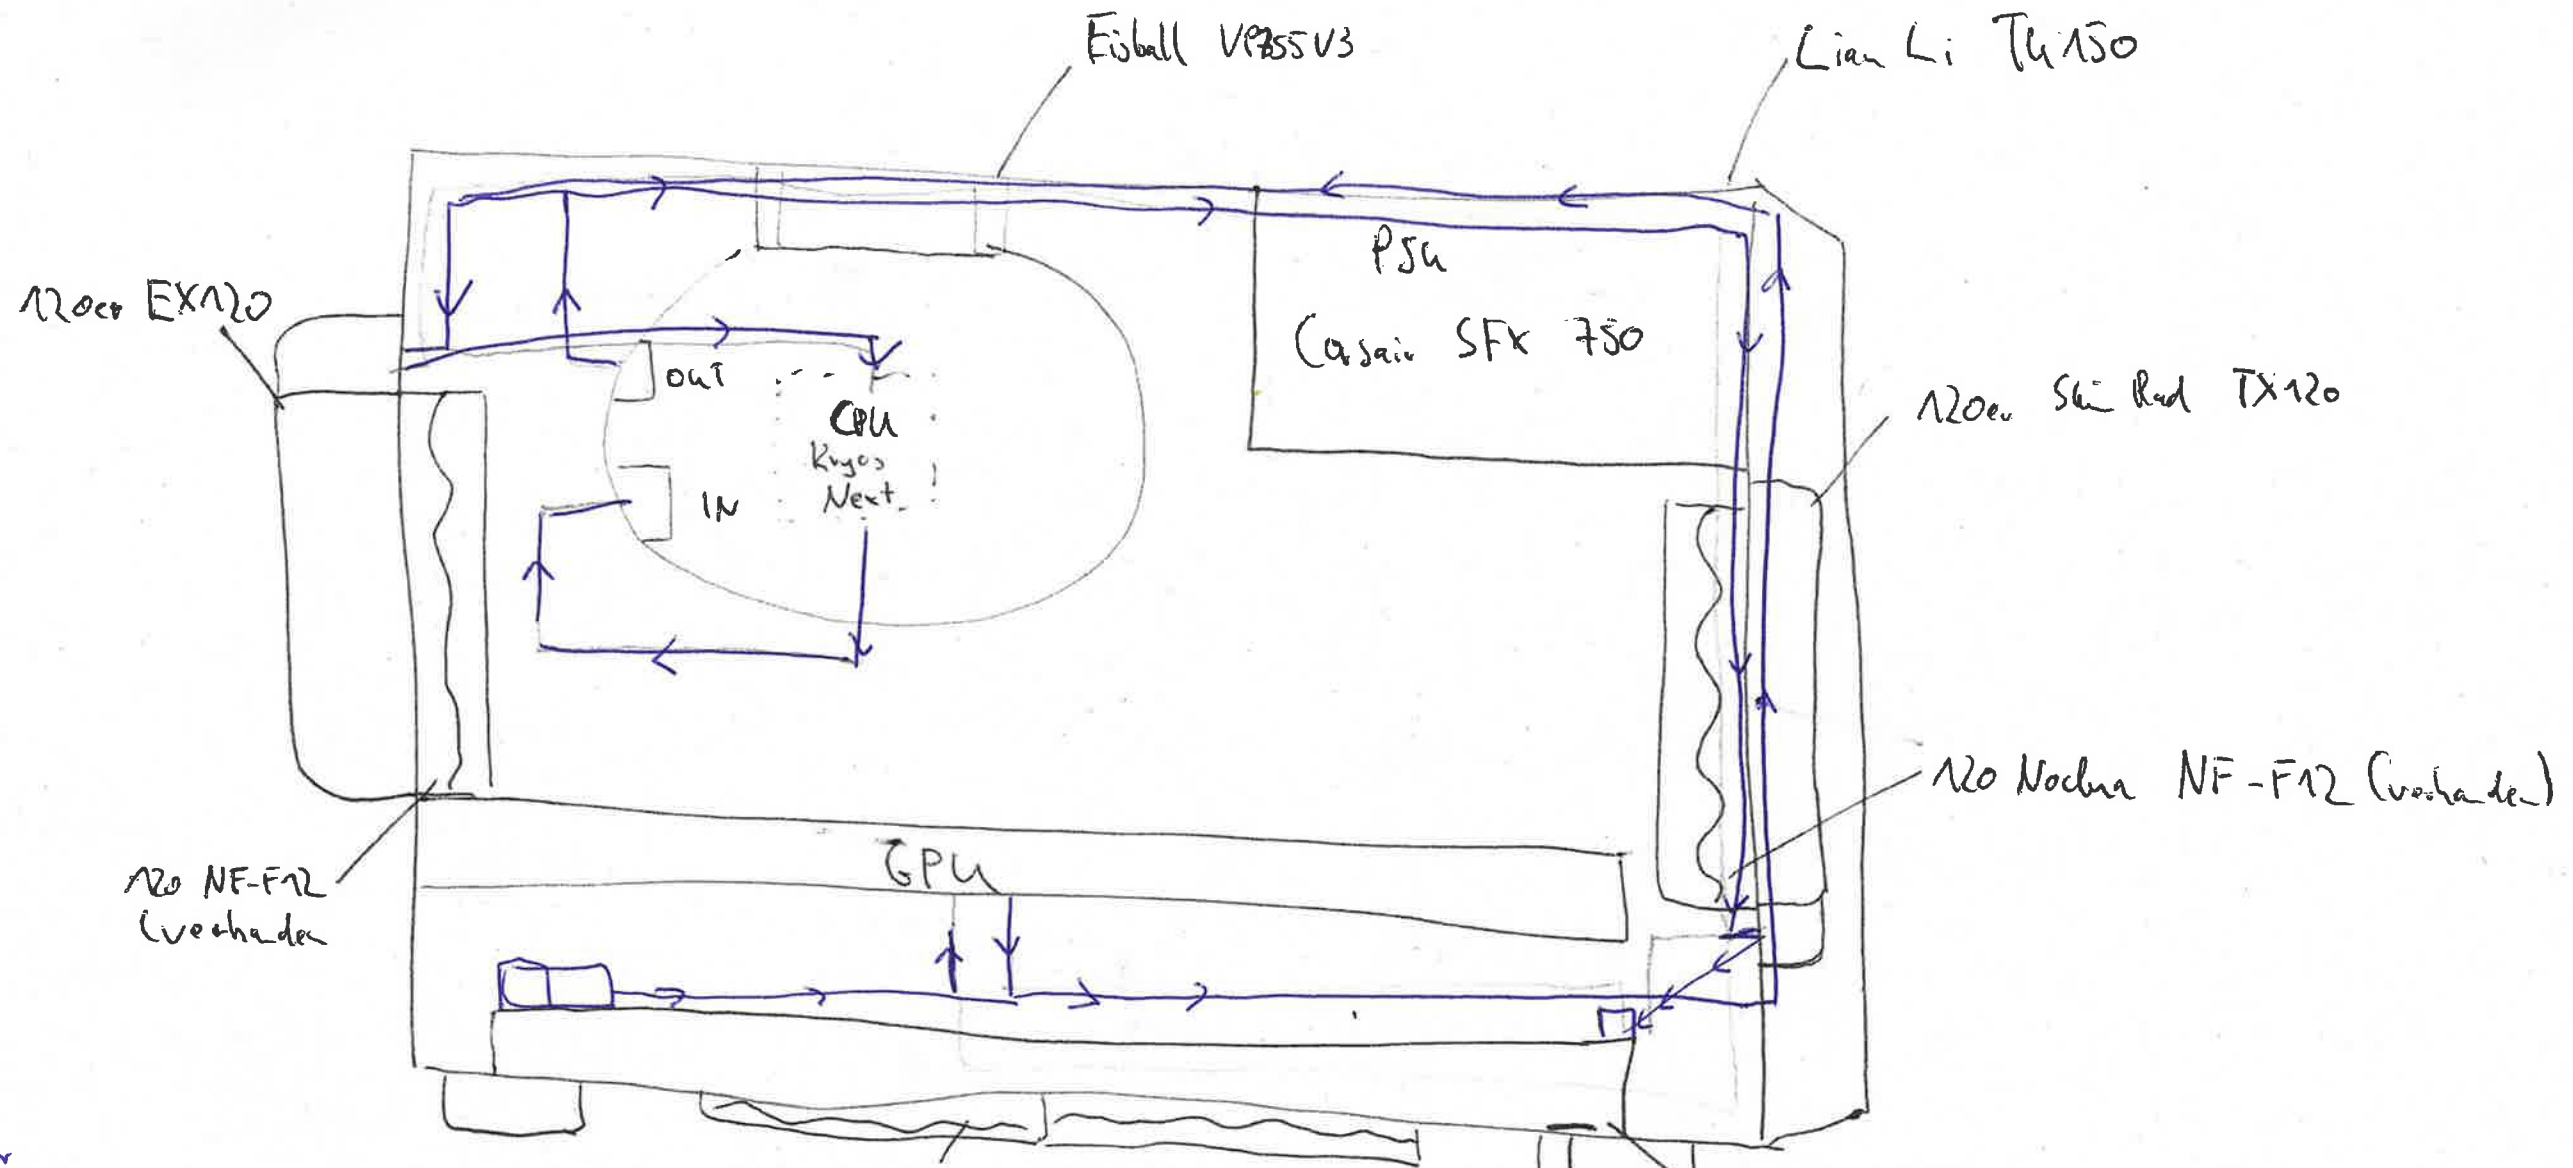 Eisball VP755V3
Lian Li TU150
120er EX120
PSU
Corsair SFX 750
OUT
CPU
Kryos
Next
IN
120er Slim Rad TX120
120 Noctua NF-F12 (vorhanden)
GPU
120 NF-F12
(vorhanden